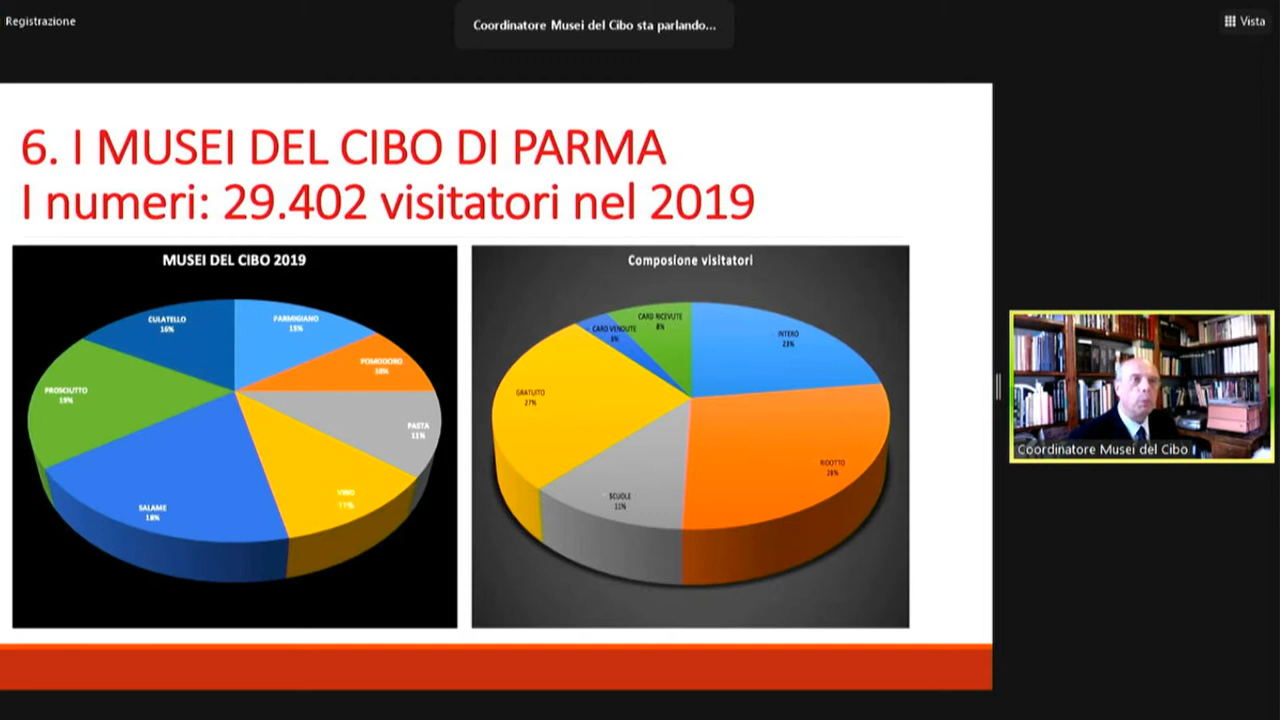 Registrazione
Coordinatore Musei del Cibo sta parlando...
Vista
6. I MUSEI DEL CIBO DI PARMA
I numeri: 29.402 visitatori nel 2019
MUSEI DEL CIBO 2019
CULATELLO
16%
PARMIGIANO
15%
POMODORO
10%
PROSCIUTTO
19%
PASTA
11%
VINO
11%
SALAME
18%
Composione visitatori
CARD RICEVUTE
8%
CARD VENDUTE
3%
INTERO
23%
GRATUITO
27%
RIDOTTO
28%
SCUOLE
11%
Coordinatore Musei del Cibo